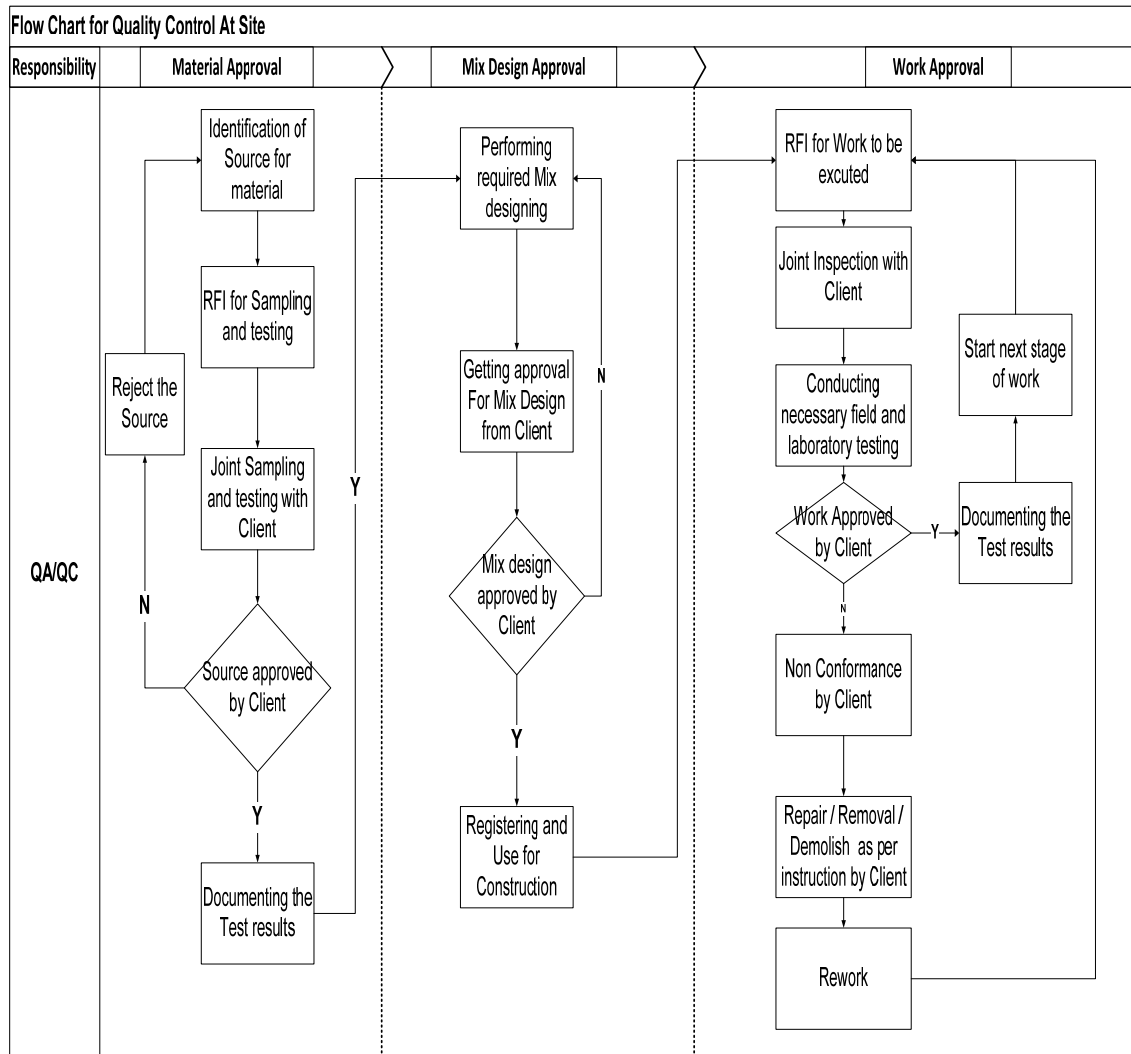 Flow Chart for Quality Control At Site
Responsibility
Material Approval
Mix Design Approval
Work Approval
QA/QC
Identification of
Source for
material
RFI for Sampling
and testing
Reject the
Source
Joint Sampling
and testing with
Client
N
Source approved
by Client
Y
Documenting the
Test results
Y
Performing
required Mix
designing
Getting approval
For Mix Design
from Client
N
Mix design
approved by
Client
Y
Registering and
Use for
Construction
RFI for Work to be
excuted
Joint Inspection with
Client
Conducting
necessary field and
laboratory testing
Work Approved
by Client
Y
Documenting the
Test results
Start next stage
of work
N
Non Conformance
by Client
Repair / Removal /
Demolish as per
instruction by Client
Rework